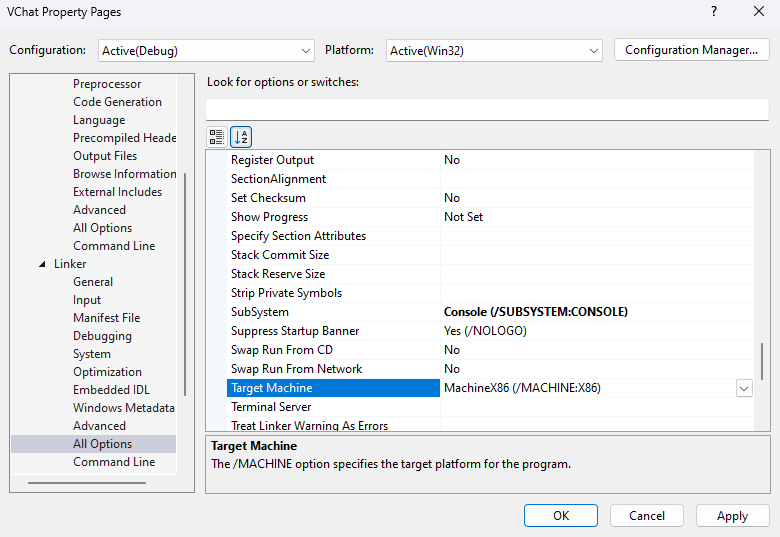 VChat Property Pages
?
Configuration: Active(Debug) Platform: Active(Win32) Configuration Manager...
Preprocessor
Code Generation
Language
Precompiled Heade
Output Files
Browse Information
External Includes
Advanced
All Options
Command Line
Linker
General
Input
Manifest File
Debugging
System
Optimization
Embedded IDL
Windows Metadata
Advanced
All Options
Command Line
Look for options or switches:
Register Output No
SectionAlignment
Set Checksum No
Show Progress Not Set
Specify Section Attributes
Stack Commit Size
Stack Reserve Size
Strip Private Symbols
SubSystem Console (/SUBSYSTEM:CONSOLE)
Suppress Startup Banner Yes (/NOLOGO)
Swap Run From CD No
Swap Run From Network No
Target Machine MachineX86 (/MACHINE:X86)
Terminal Server
Treat Linker Warning As Errors
Target Machine
The /MACHINE option specifies the target platform for the program.
OK Cancel Apply